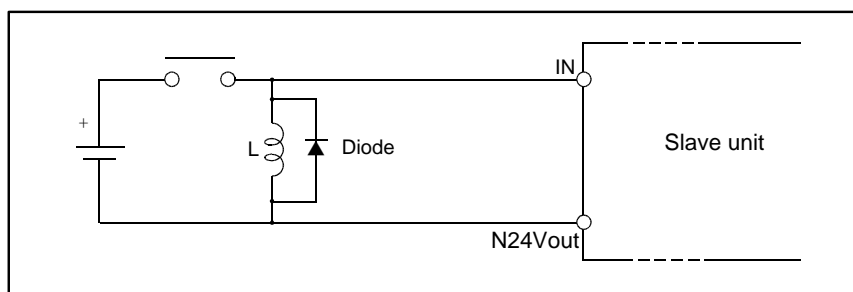 IN
+
L
Diode
Slave unit
N24Vout